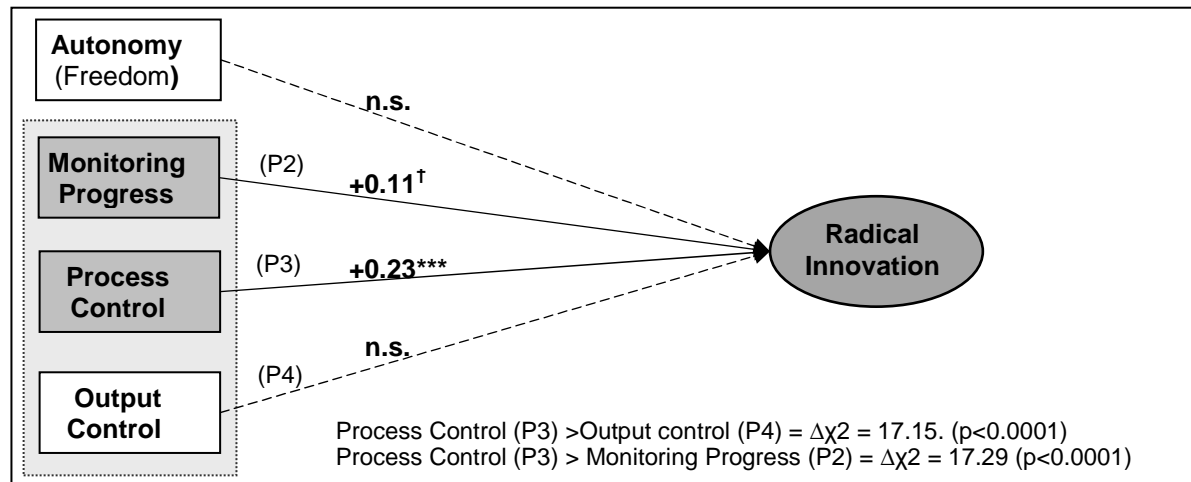 Autonomy
(Freedom)
n.s.
Monitoring
Progress
(P2)
+0.11†
Process
Control
(P3)
+0.23***
Radical
Innovation
n.s.
(P4)
Output
Control
Process Control (P3) >Output control (P4) = Δχ2 = 17.15. (p<0.0001)
Process Control (P3) > Monitoring Progress (P2) = Δχ2 = 17.29 (p<0.0001)